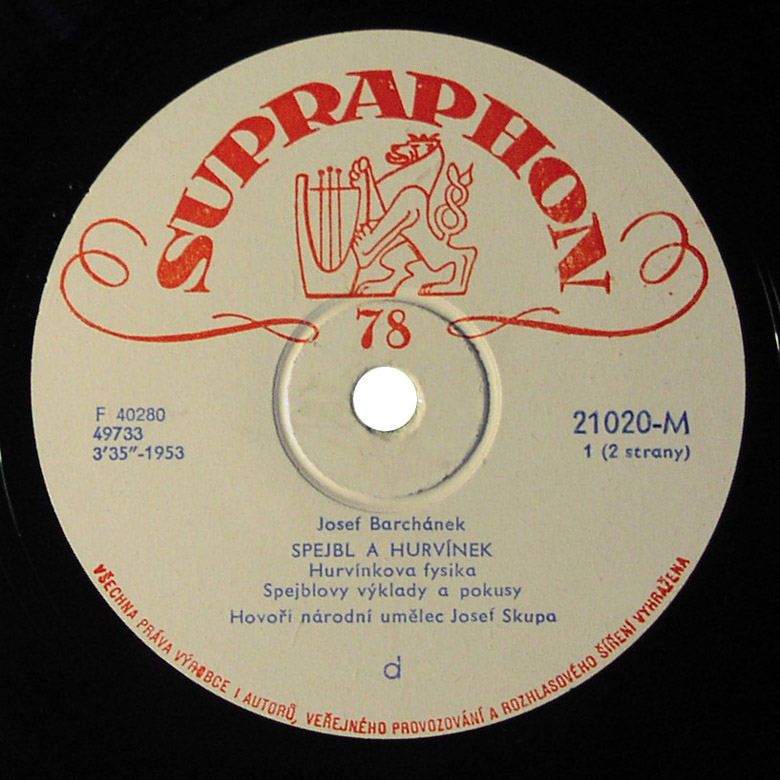 SUPRAPHON
78
F 40280
49733
3'35"-1953
21020-M
1 (2 strany)
Josef Barchánek
SPEJBL A HURVÍNEK
Hurvínkova fysika
Spejblovy výklady a pokusy
Hovoří národní umělec Josef Skupa
d
VŠECHNA PRÁVA VÝROBCE I AUTORŮ, VEŘEJNÉHO PROVOZOVÁNÍ A ROZHLASOVÉHO ŠÍŘENÍ VYHRAŽENA